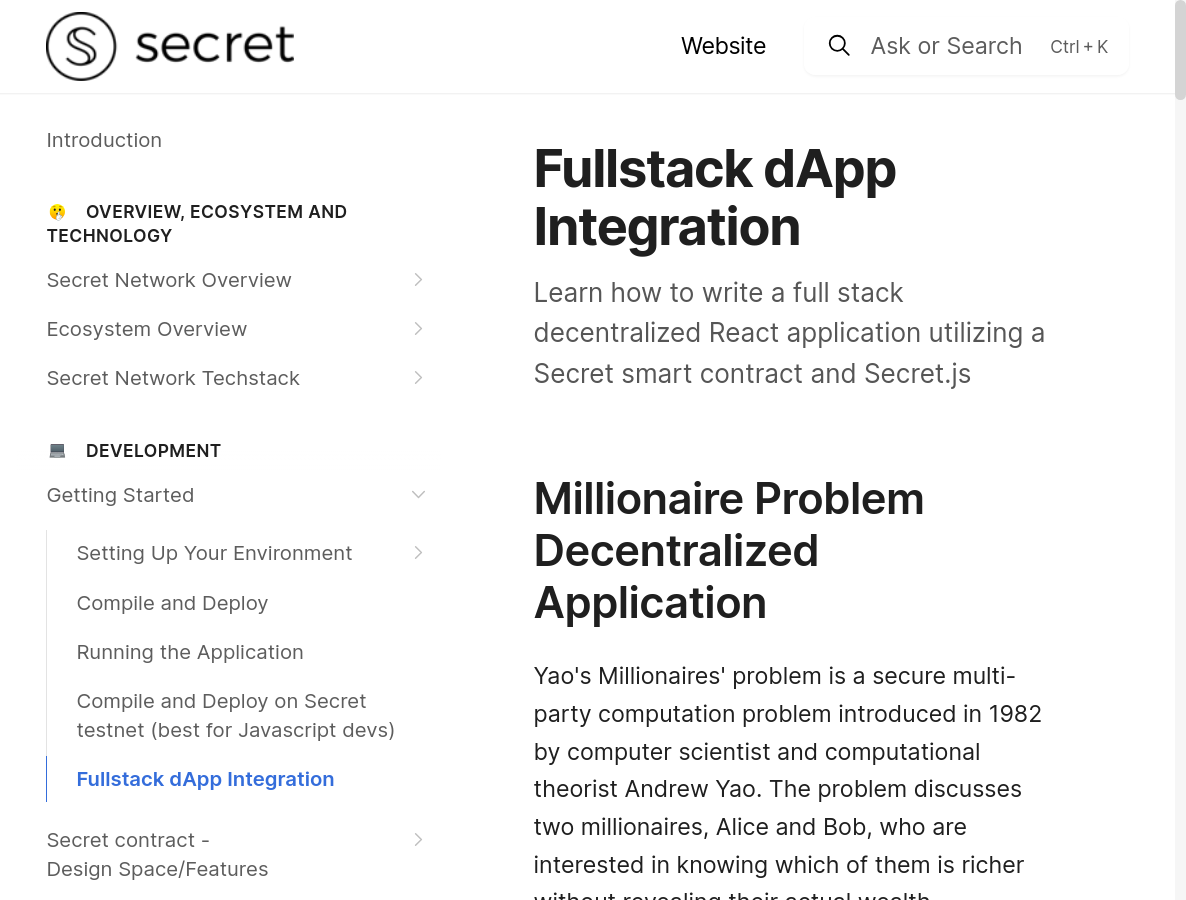 secret
Website
Ask or Search
Ctrl + K
Introduction
OVERVIEW, ECOSYSTEM AND
TECHNOLOGY
Secret Network Overview
Ecosystem Overview
Secret Network Techstack
DEVELOPMENT
Getting Started
Setting Up Your Environment
Compile and Deploy
Running the Application
Compile and Deploy on Secret
testnet (best for Javascript devs)
Fullstack dApp Integration
Secret contract -
Design Space/Features
Fullstack dApp
Integration
Learn how to write a full stack
decentralized React application utilizing a
Secret smart contract and Secret.js
Millionaire Problem
Decentralized
Application
Yao's Millionaires' problem is a secure multi-
party computation problem introduced in 1982
by computer scientist and computational
theorist Andrew Yao. The problem discusses
two millionaires, Alice and Bob, who are
interested in knowing which of them is richer
without revealing their actual wealth.